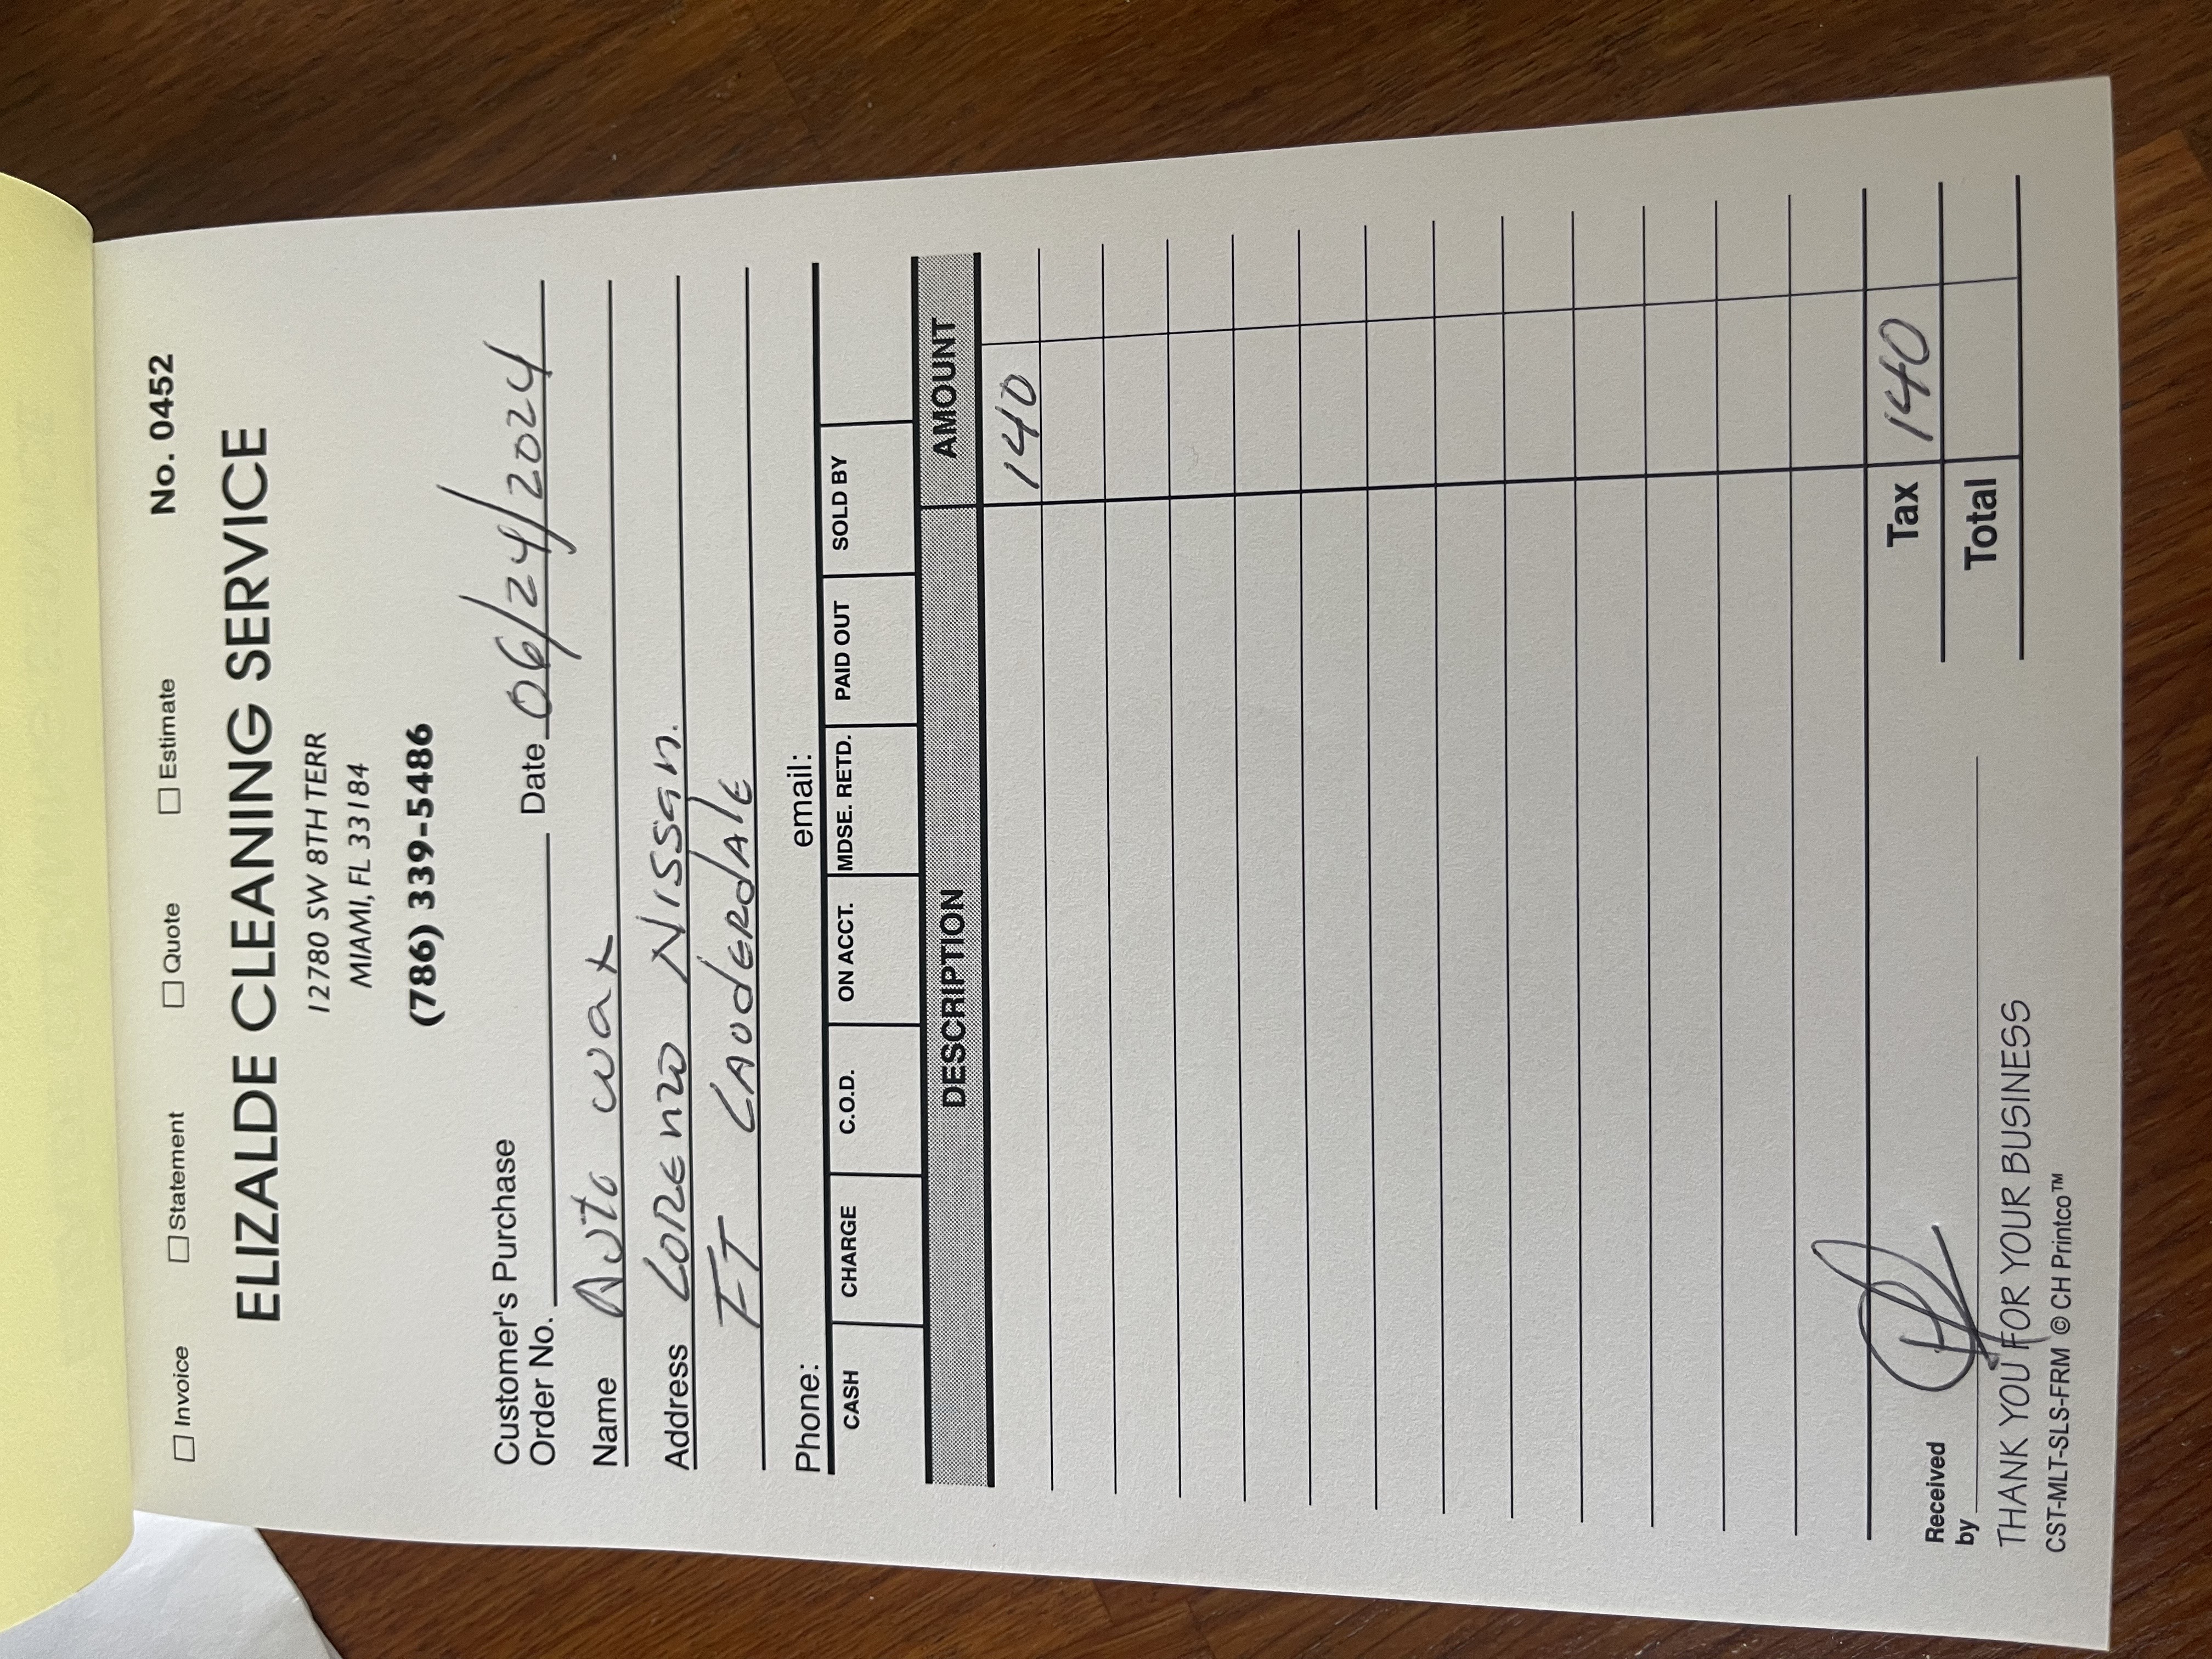 ☐ Invoice ☐ Statement ☐ Quote ☐ Estimate No. 0452
ELIZALDE CLEANING SERVICE
12780 SW 8TH TERR
MIAMI, FL 33184
(786) 339-5486
Customer's Purchase
Order No. Date 06/24/2024
Name Auto wax
Address LORENZO NISSAN.
FT LAUDERDALE
Phone: email:
CASH CHARGE C.O.D. ON ACCT. MDSE. RETD. PAID OUT SOLD BY
DESCRIPTION AMOUNT
140
Tax 140
Total
Received
by
THANK YOU FOR YOUR BUSINESS
CST-MLT-SLS-FRM © CH Printco™